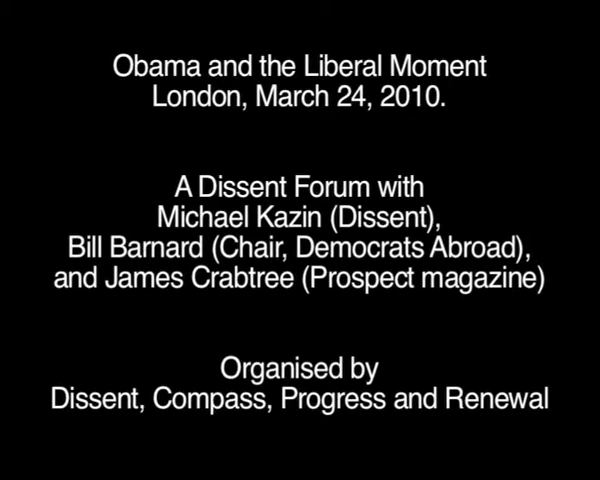 Obama and the Liberal Moment
London, March 24, 2010.
A Dissent Forum with
Michael Kazin (Dissent),
Bill Barnard (Chair, Democrats Abroad),
and James Crabtree (Prospect magazine)
Organised by
Dissent, Compass, Progress and Renewal